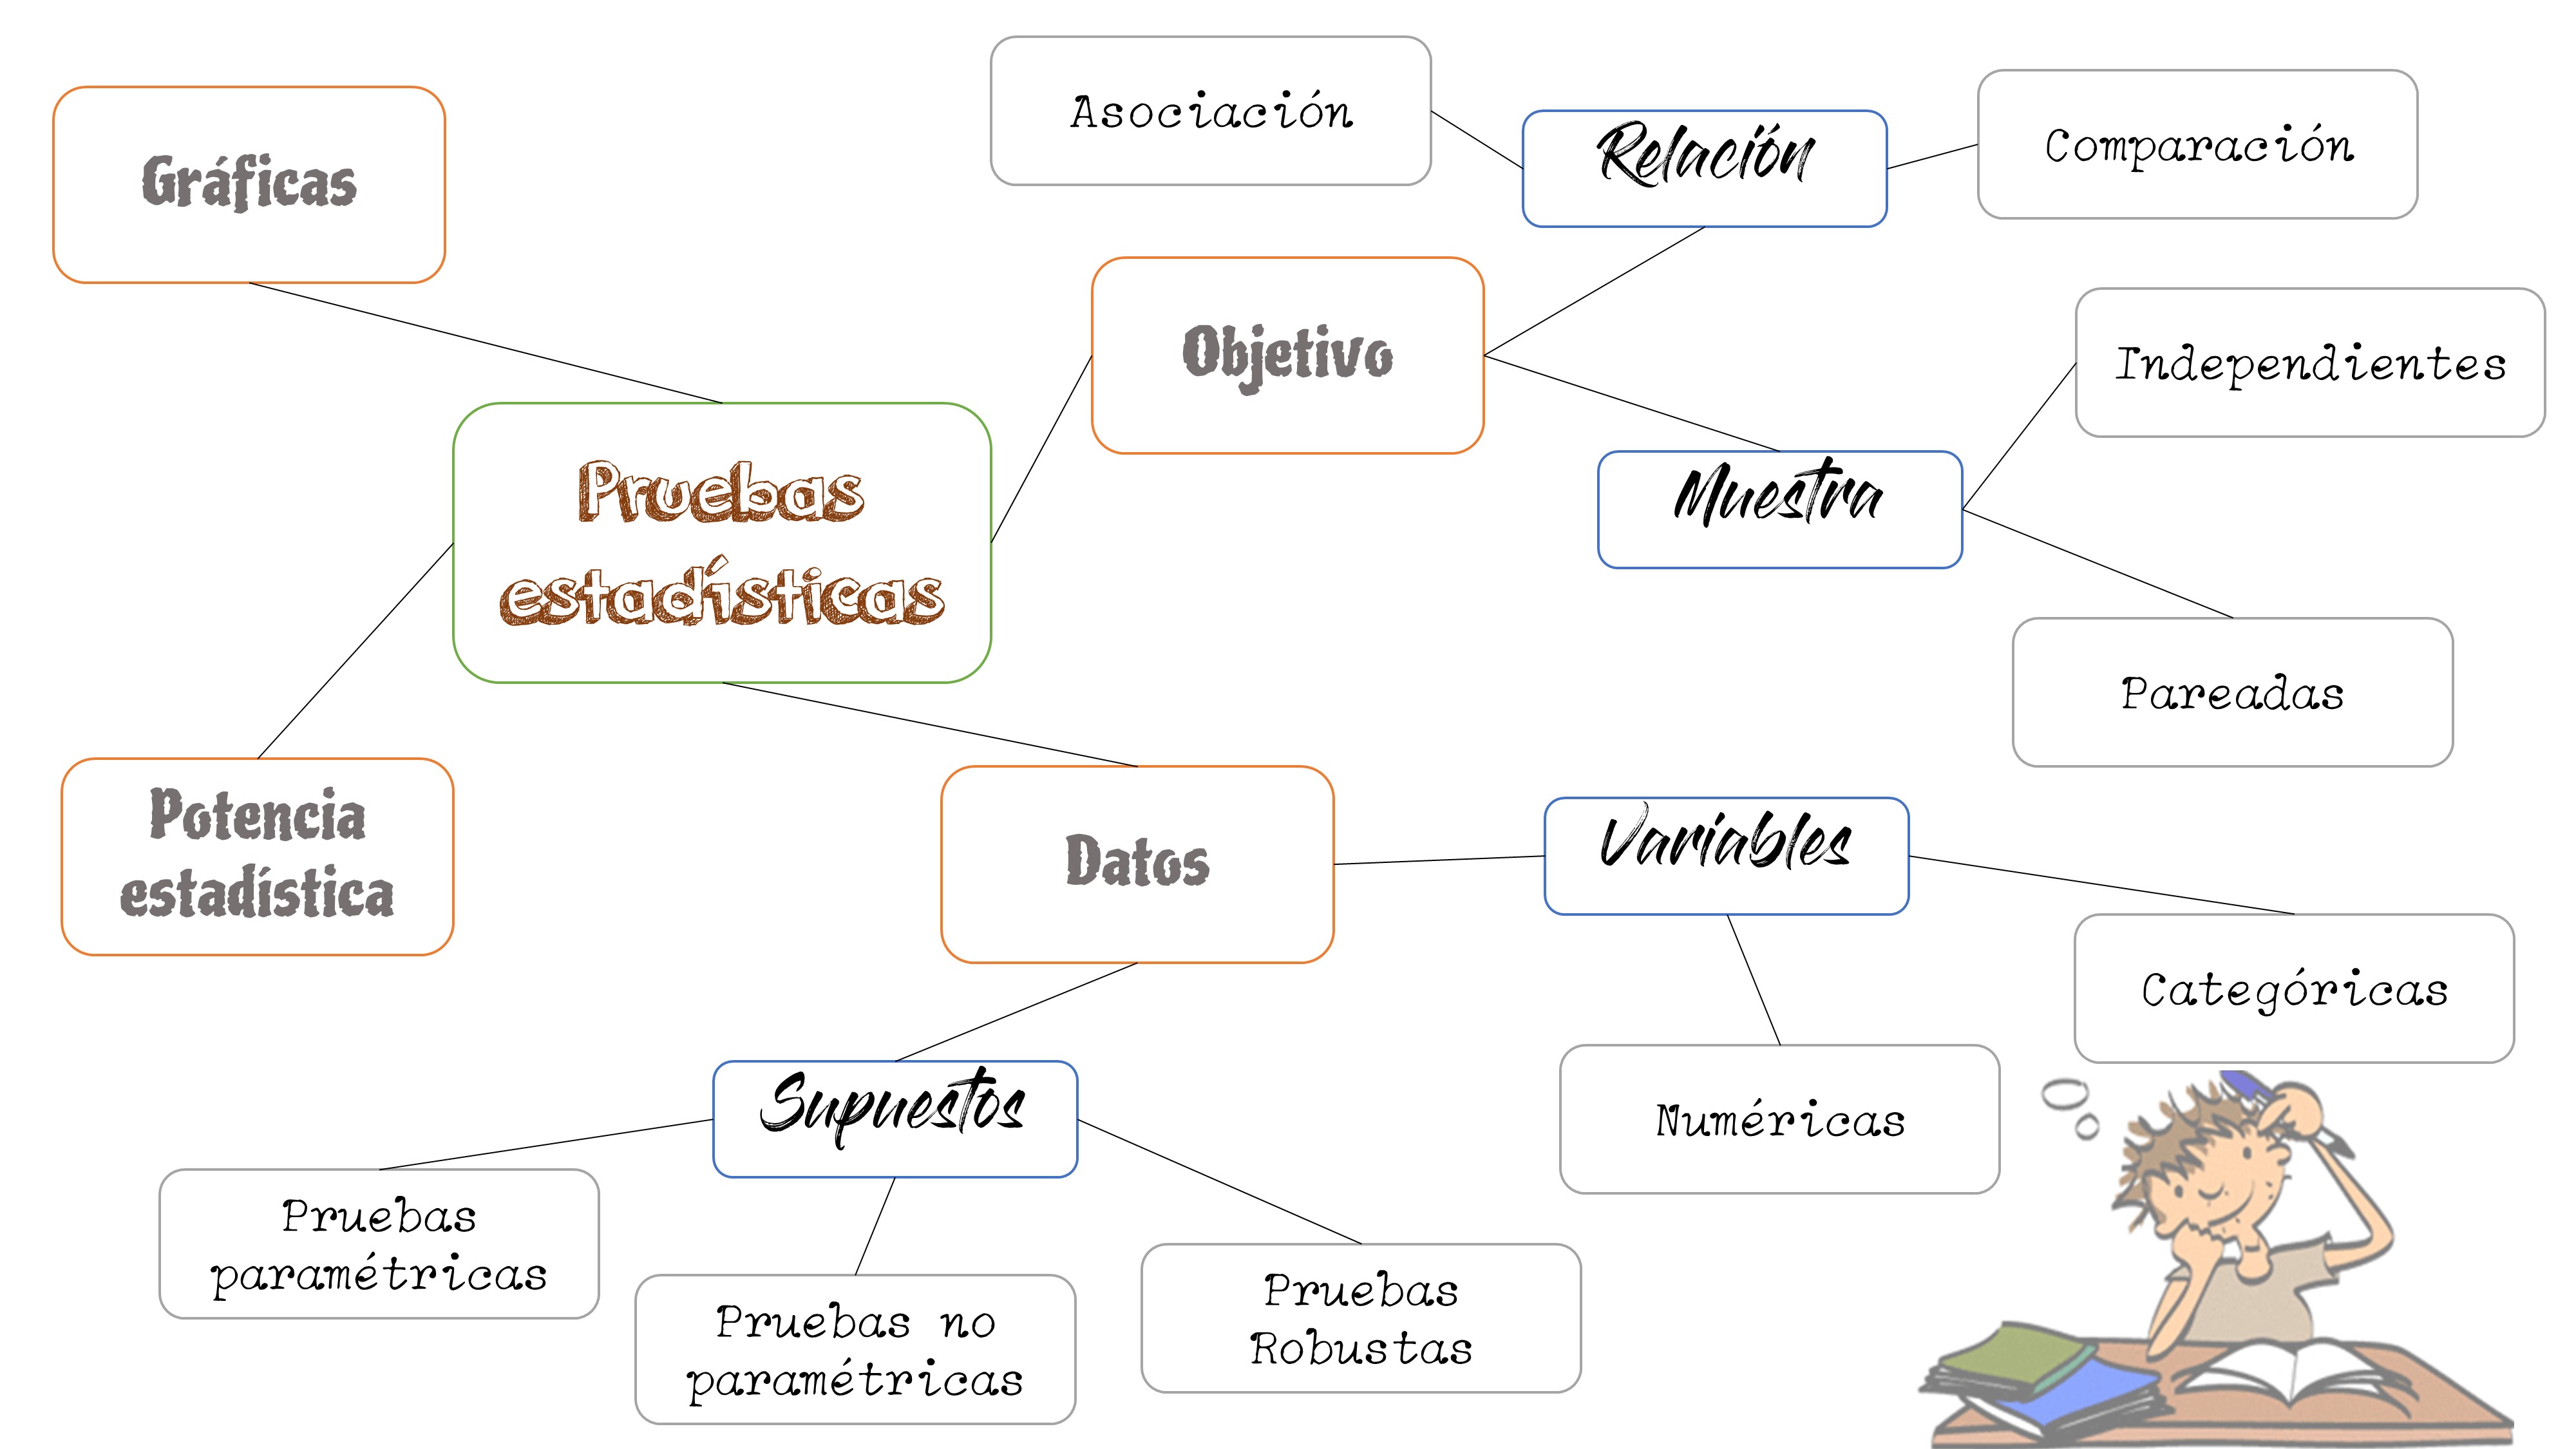 Gráficas
Asociación
Relación
Comparación
Objetivo
Independientes
Muestra
Pruebas
estadísticas
Pareadas
Potencia
estadística
Datos
Variables
Categóricas
Numéricas
Supuestos
Pruebas
paramétricas
Pruebas no
paramétricas
Pruebas
Robustas